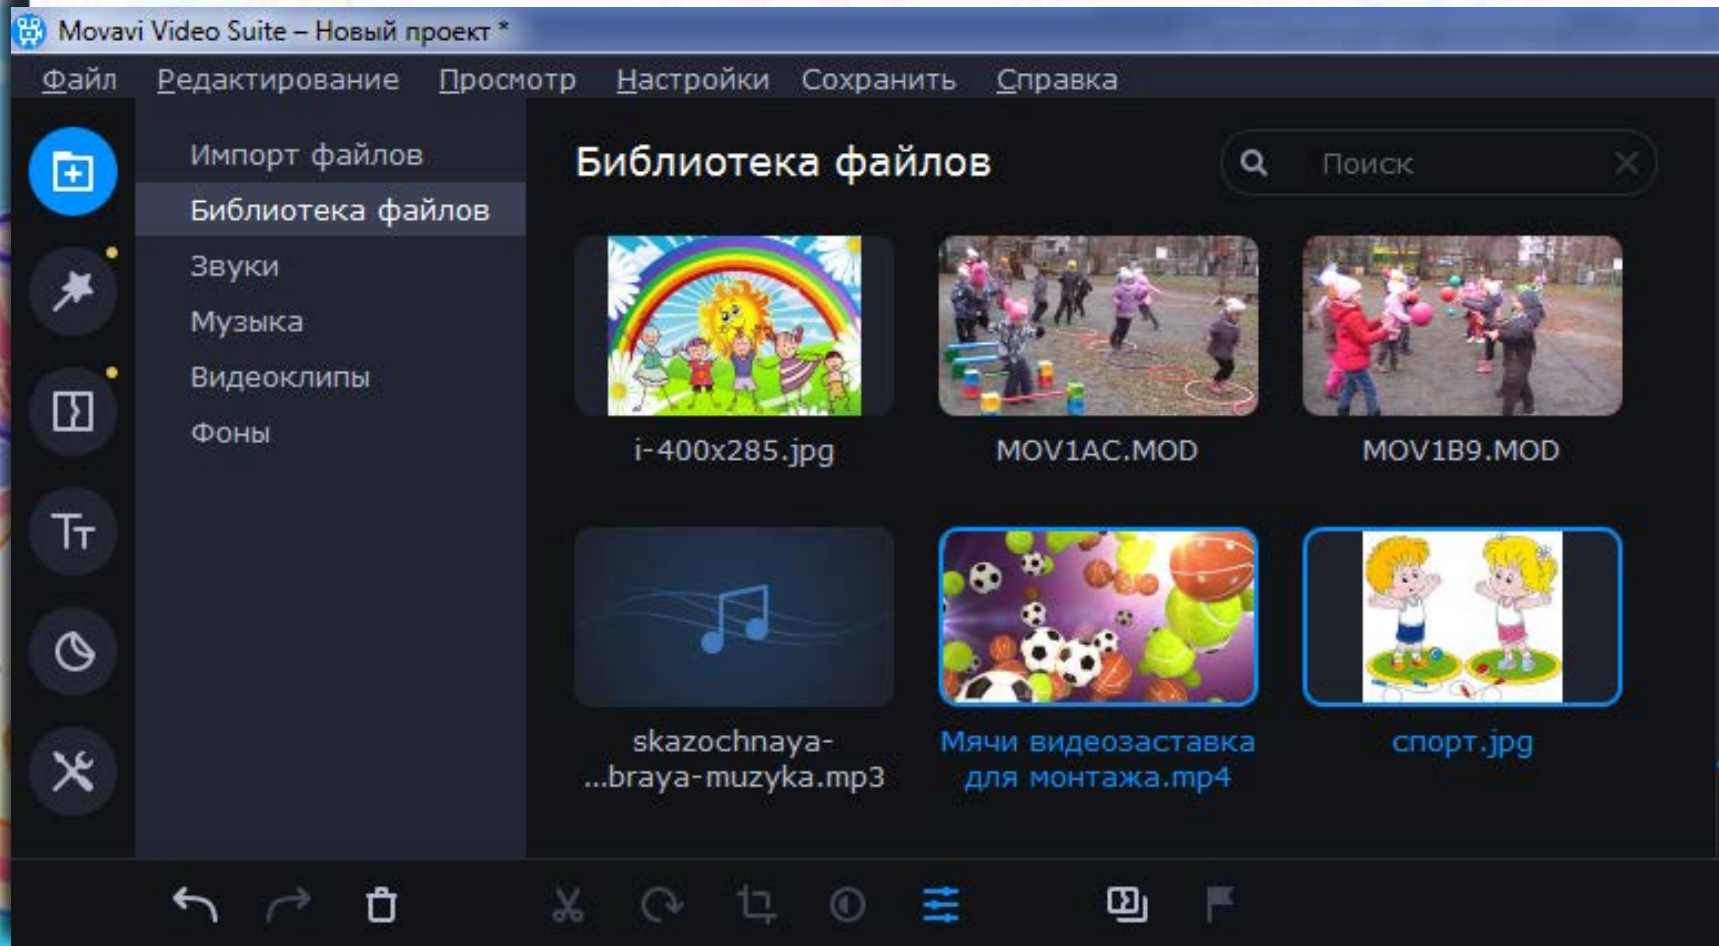 Movavi Video Suite – Новый проект *
Файл Редактирование Просмотр Настройки Сохранить Справка
Импорт файлов
Библиотека файлов
Звуки
Музыка
Видеоклипы
Фоны
Библиотека файлов
Поиск
i-400x285.jpg
MOV1AC.MOD
MOV1B9.MOD
skazochnaya-
...braya-muzyka.mp3
Мячи видеозаставка
для монтажа.mp4
спорт.jpg
Tт